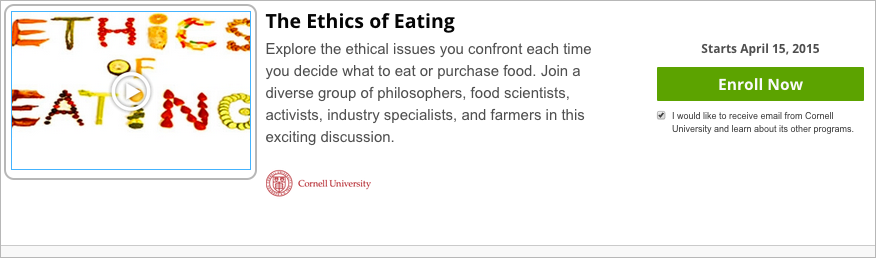 ETHICS
OF
EATING
The Ethics of Eating
Explore the ethical issues you confront each time
you decide what to eat or purchase food. Join a
diverse group of philosophers, food scientists,
activists, industry specialists, and farmers in this
exciting discussion.
Cornell University
Starts April 15, 2015
Enroll Now
I would like to receive email from Cornell
University and learn about its other programs.